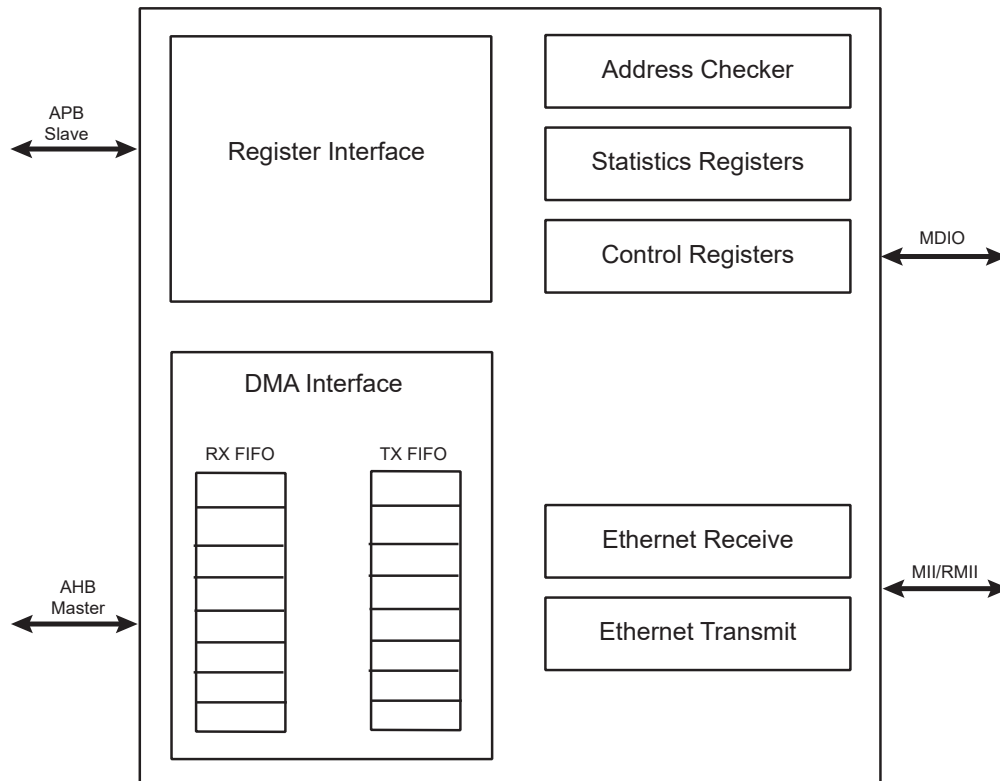 Address Checker
APB
Slave
Register Interface
Statistics Registers
Control Registers
MDIO
DMA Interface
RX FIFO
TX FIFO
Ethernet Receive
MII/RMII
AHB
Master
Ethernet Transmit